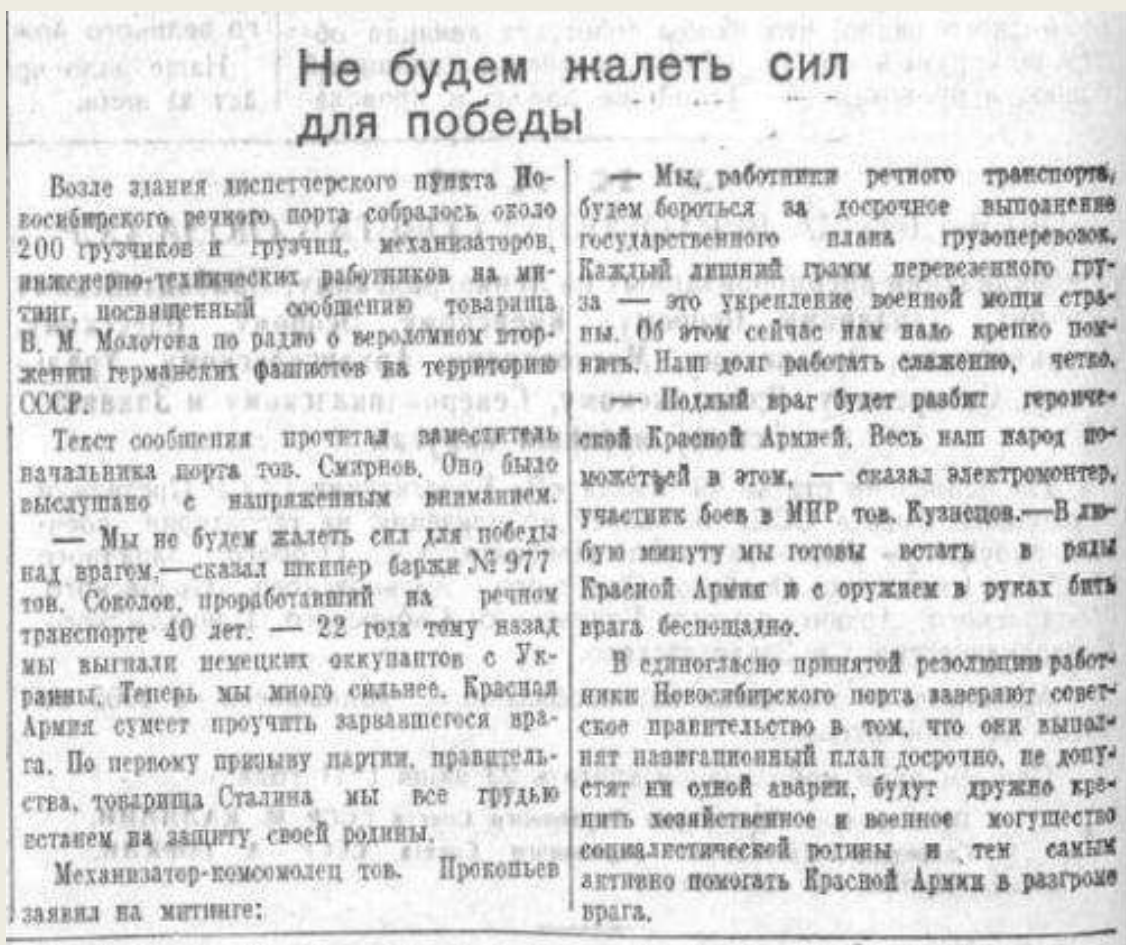 Не будем жалеть сил
для победы
Возле здания диспетчерского пункта Но-
восибирского речного порта собралось около
200 грузчиков и грузчиц, механизаторов,
инженерно-технических работников на ми-
тинг, посвященный сообщению товарища
В. М. Молотова по радио о вероломном втор-
жении германских фашистов на территорию
СССР.
Текст сообщения прочитал заместитель
начальника порта тов. Смирнов. Оно было
выслушано с напряженным вниманием.
— Мы не будем жалеть сил для победы
над врагом,—сказал шкипер баржи № 977
тов. Соколов, проработавший на речном
транспорте 40 лет. — 22 года тому назад
мы выгнали немецких оккупантов с Ук-
раины. Теперь мы много сильнее. Красная
Армия сумеет проучить зарвавшегося вра-
га. По первому призыву партии, правитель-
ства, товарища Сталина мы все грудью
встанем на защиту своей родины.
Механизатор-комсомолец тов. Прокопьев
заявил на митинге:
— Мы, работники речного транспорта,
будем бороться за досрочное выполнение
государственного плана грузоперевозок.
Каждый лишний грамм перевезенного гру-
за — это укрепление военной мощи стра-
ны. Об этом сейчас нам надо крепко пом-
нить. Наш долг работать слаженно, четко.
— Подлый враг будет разбит героиче-
ской Красной Армией. Весь наш народ по-
может ей в этом, — сказал электромонтер,
участник боев в МНР тов. Кузнецов.—В лю-
бую минуту мы готовы встать в ряды
Красной Армии и с оружием в руках бить
врага беспощадно.
В единогласно принятой резолюции работ-
ники Новосибирского порта заверяют совет-
ское правительство в том, что они выпол-
нят навигационный план досрочно, не допу-
стят ни одной аварии, будут дружно кре-
пить хозяйственное и военное могущество
социалистической родины и тем самым
активно помогать Красной Армии в разгроме
врага.